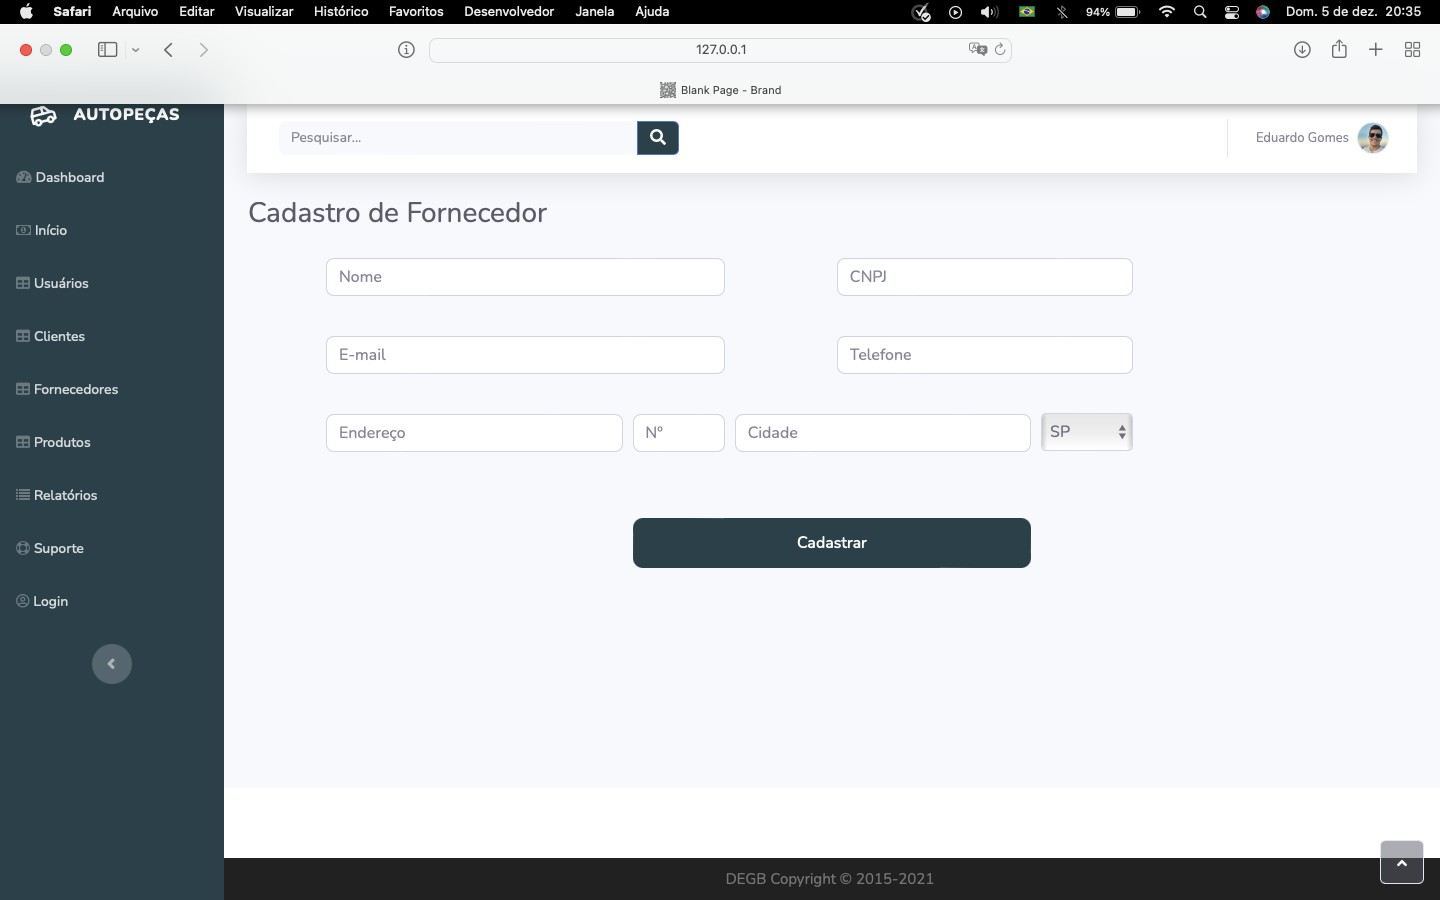 Safari Arquivo Editar Visualizar Histórico Favoritos Desenvolvedor Janela Ajuda 94% Dom. 5 de dez. 20:35
127.0.0.1
Blank Page - Brand
AUTOPEÇAS
Dashboard
Início
Usuários
Clientes
Fornecedores
Produtos
Relatórios
Suporte
Login
Pesquisar...
Eduardo Gomes
Cadastro de Fornecedor
Nome CNPJ
E-mail Telefone
Endereço Nº Cidade SP
Cadastrar
DEGB Copyright © 2015-2021